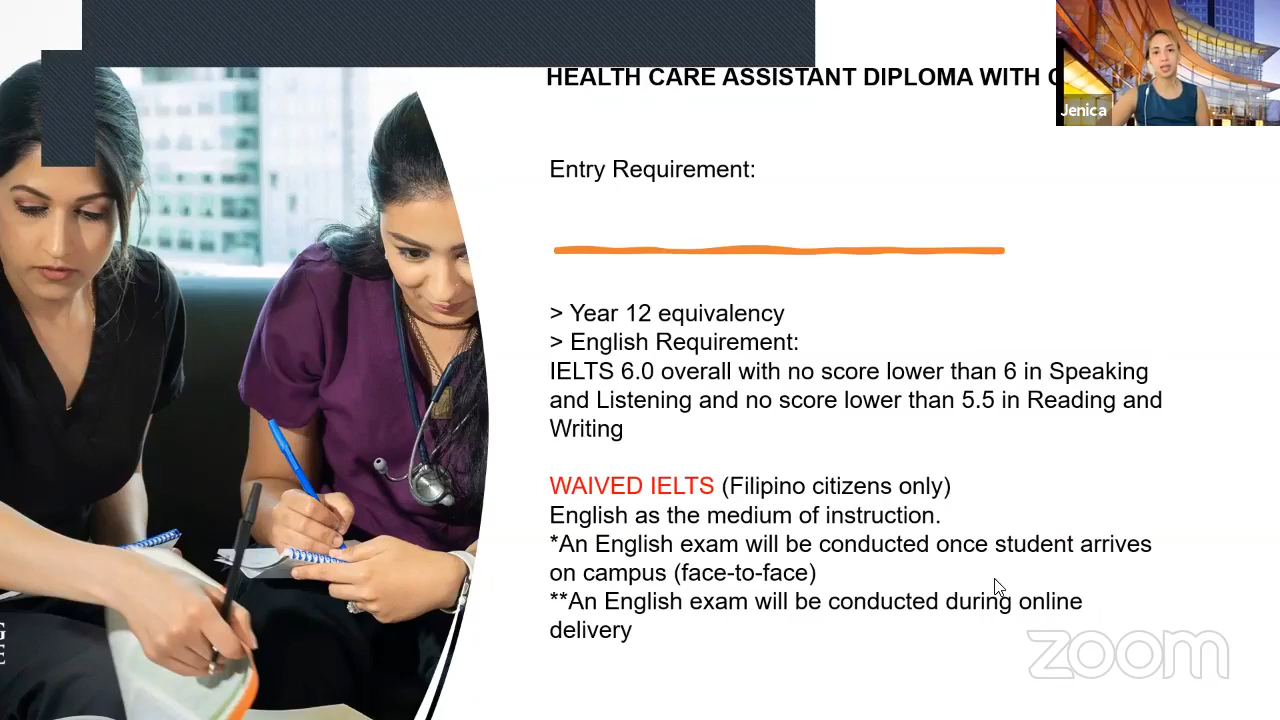 HEALTH CARE ASSISTANT DIPLOMA WITH
Jenica
Entry Requirement:
> Year 12 equivalency
> English Requirement:
IELTS 6.0 overall with no score lower than 6 in Speaking
and Listening and no score lower than 5.5 in Reading and
Writing
WAIVED IELTS (Filipino citizens only)
English as the medium of instruction.
*An English exam will be conducted once student arrives
on campus (face-to-face)
**An English exam will be conducted during online
delivery
zoom